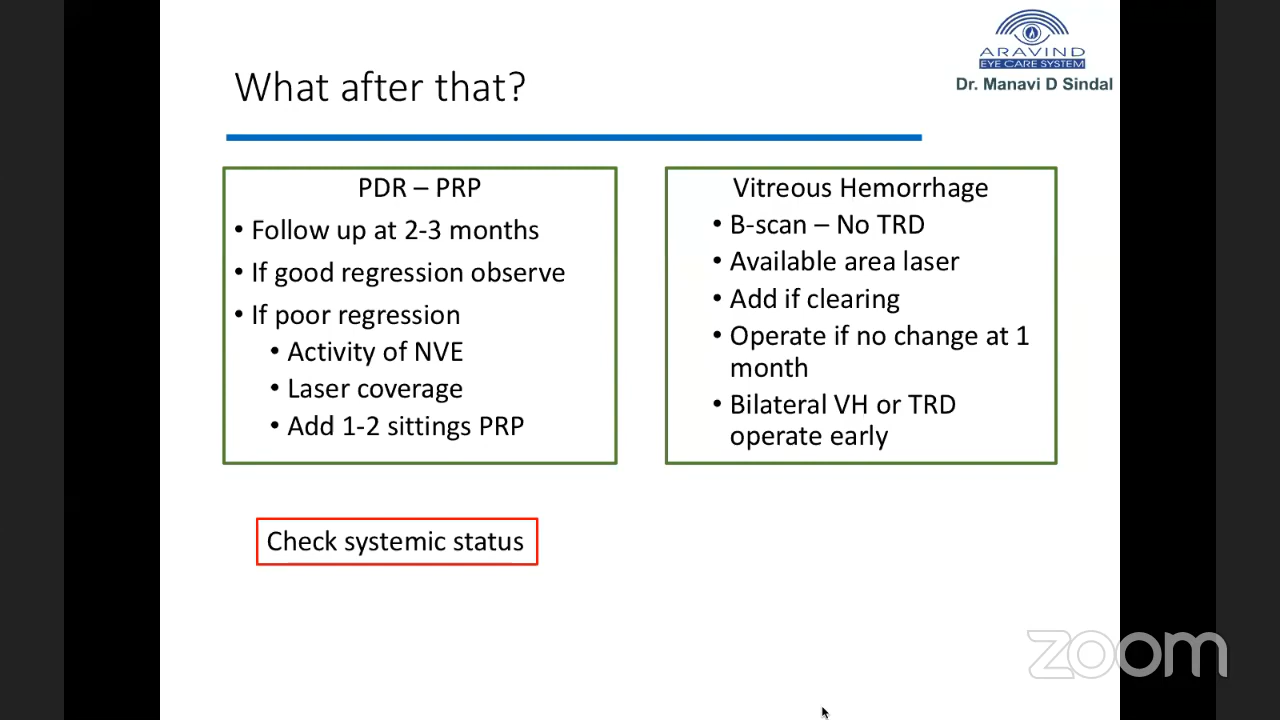 ARAVIND
EYE CARE SYSTEM
Dr. Manavi D Sindal
What after that?
PDR – PRP
• Follow up at 2-3 months
• If good regression observe
• If poor regression
• Activity of NVE
• Laser coverage
• Add 1-2 sittings PRP
Vitreous Hemorrhage
• B-scan – No TRD
• Available area laser
• Add if clearing
• Operate if no change at 1
month
• Bilateral VH or TRD
operate early
Check systemic status
zoom